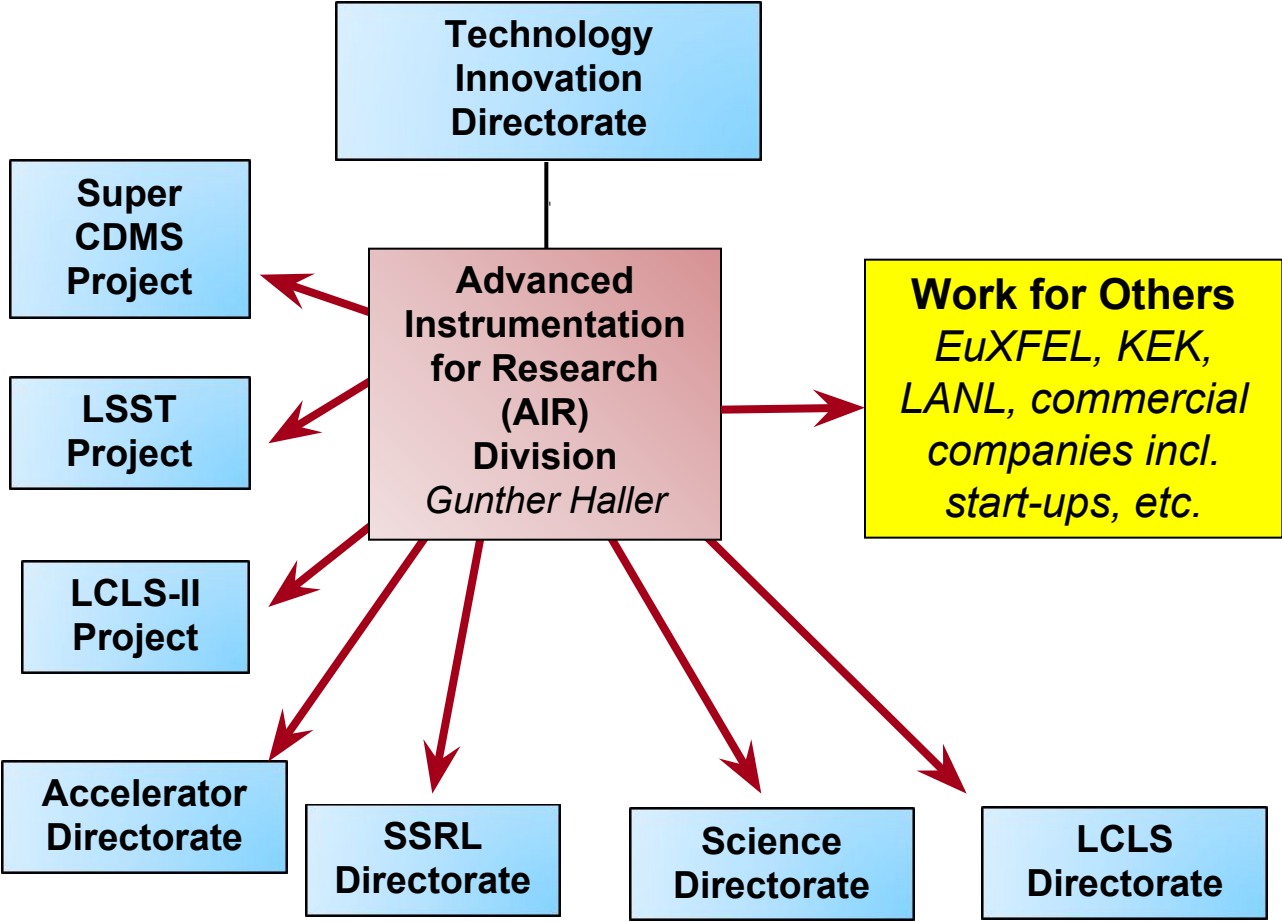 Technology
Innovation
Directorate
Super
CDMS
Project
Advanced
Instrumentation
for Research
(AIR)
Division
Gunther Haller
Work for Others
EuXFEL, KEK,
LANL, commercial
companies incl.
start-ups, etc.
LSST
Project
LCLS-II
Project
Accelerator
Directorate
SSRL
Directorate
Science
Directorate
LCLS
Directorate